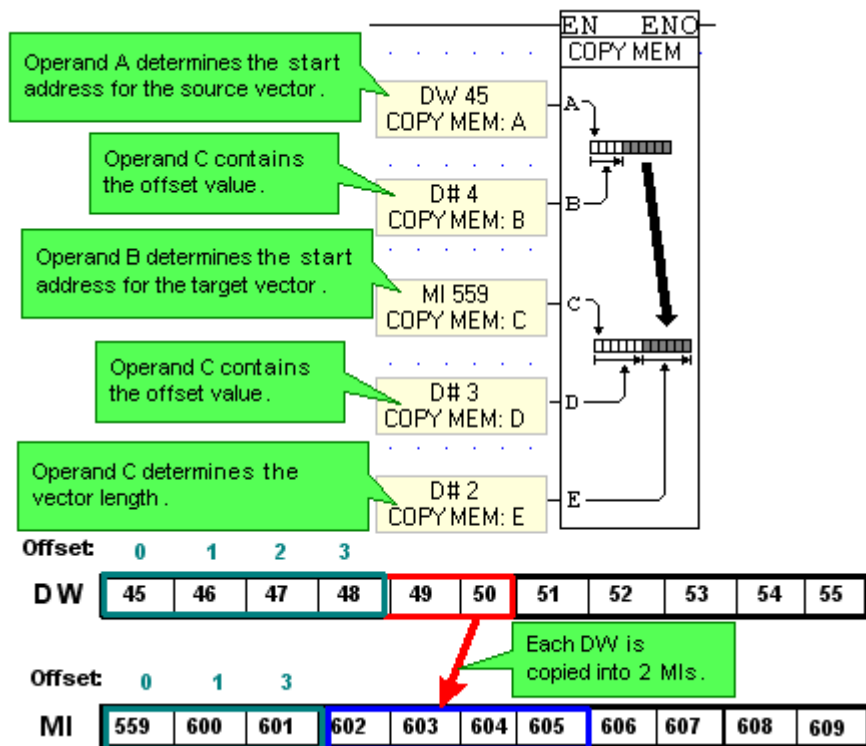 EN ENO
COPY MEM
Operand A determines the start
address for the source vector.
DW 45
COPY MEM: A
A
Operand C contains
the offset value.
D# 4
COPY MEM: B
B
Operand B determines the start
address for the target vector.
MI 559
COPY MEM: C
C
Operand C contains
the offset value.
D# 3
COPY MEM: D
D
Operand C determines the
vector length.
D# 2
COPY MEM: E
E
Offset: 0 1 2 3
DW 45 46 47 48 49 50 51 52 53 54 55
Each DW is
copied into 2 MIs.
Offset: 0 1 3
MI 559 600 601 602 603 604 605 606 607 608 609